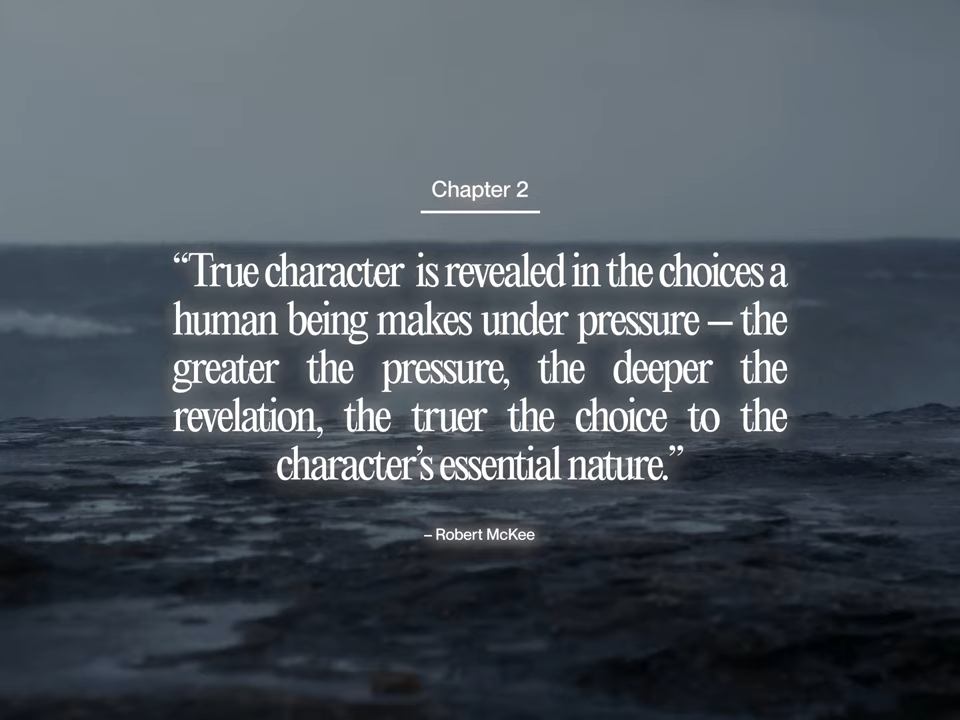 Chapter 2
“True character is revealed in the choices a
human being makes under pressure – the
greater the pressure, the deeper the
revelation, the truer the choice to the
character’s essential nature.”
– Robert McKee